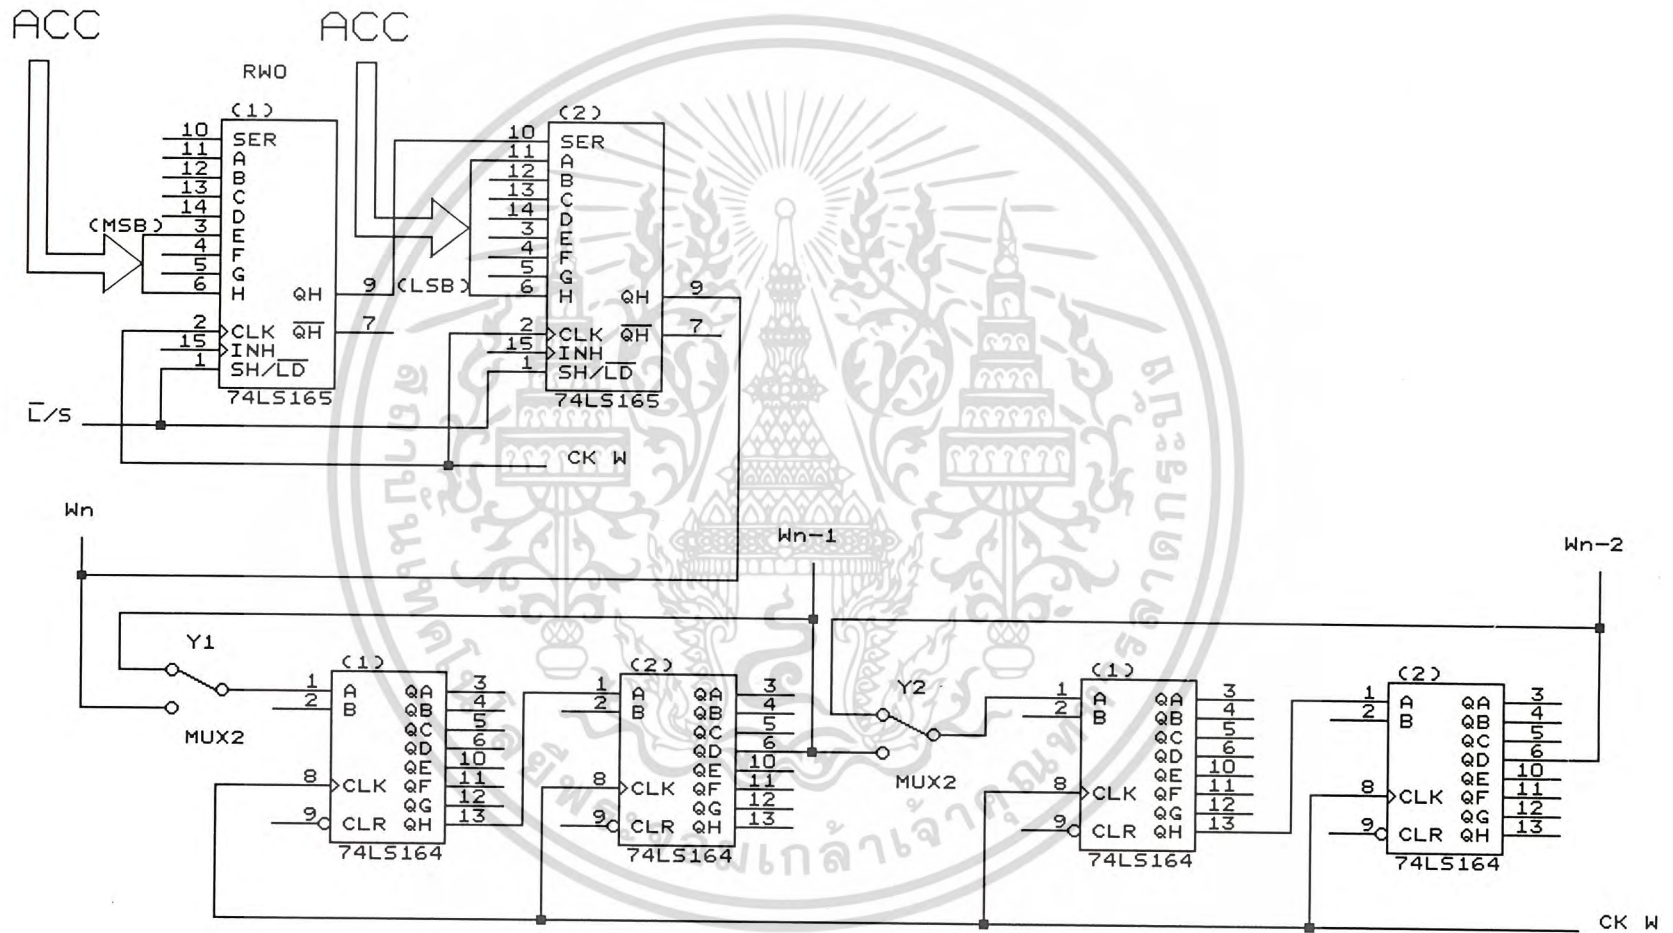 ACC
ACC
RW0
(1)
10 SER
11 A
12 B
13 C
14 D
(MSB)
3 E
4 F
5 G
6 H QH 9
2 CLK Q̅H̅ 7
15 INH
1 SH/L̅D̅
74LS165
(2)
10 SER
11 A
12 B
13 C
14 D
3 E
4 F
5 G
(LSB)
6 H QH 9
2 CLK Q̅H̅ 7
15 INH
1 SH/L̅D̅
74LS165
L̅/S
CK W
Wn
Wn-1
Wn-2
Y1
MUX2
(1)
1 A QA 3
2 B QB 4
QC 5
QD 6
QE 10
8 CLK QF 11
QG 12
9 CLR QH 13
74LS164
(2)
1 A QA 3
2 B QB 4
QC 5
QD 6
QE 10
8 CLK QF 11
QG 12
9 CLR QH 13
74LS164
Y2
MUX2
(1)
1 A QA 3
2 B QB 4
QC 5
QD 6
QE 10
8 CLK QF 11
QG 12
9 CLR QH 13
74LS164
(2)
1 A QA 3
2 B QB 4
QC 5
QD 6
QE 10
8 CLK QF 11
QG 12
9 CLR QH 13
74LS164
CK W